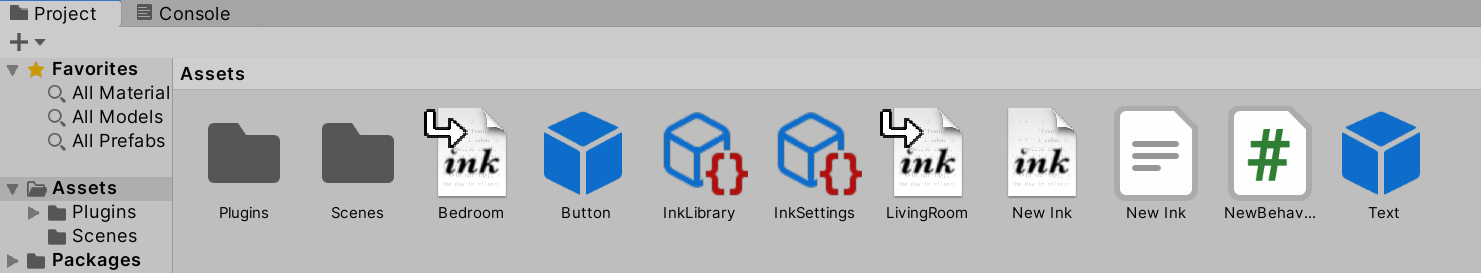 Project Console
Favorites
All Material
All Models
All Prefabs
Assets
Plugins
Scenes
Packages
Assets
Plugins
Scenes
ink
Bedroom
Button
InkLibrary
InkSettings
ink
LivingRoom
ink
New Ink
New Ink
#
NewBehav...
Text